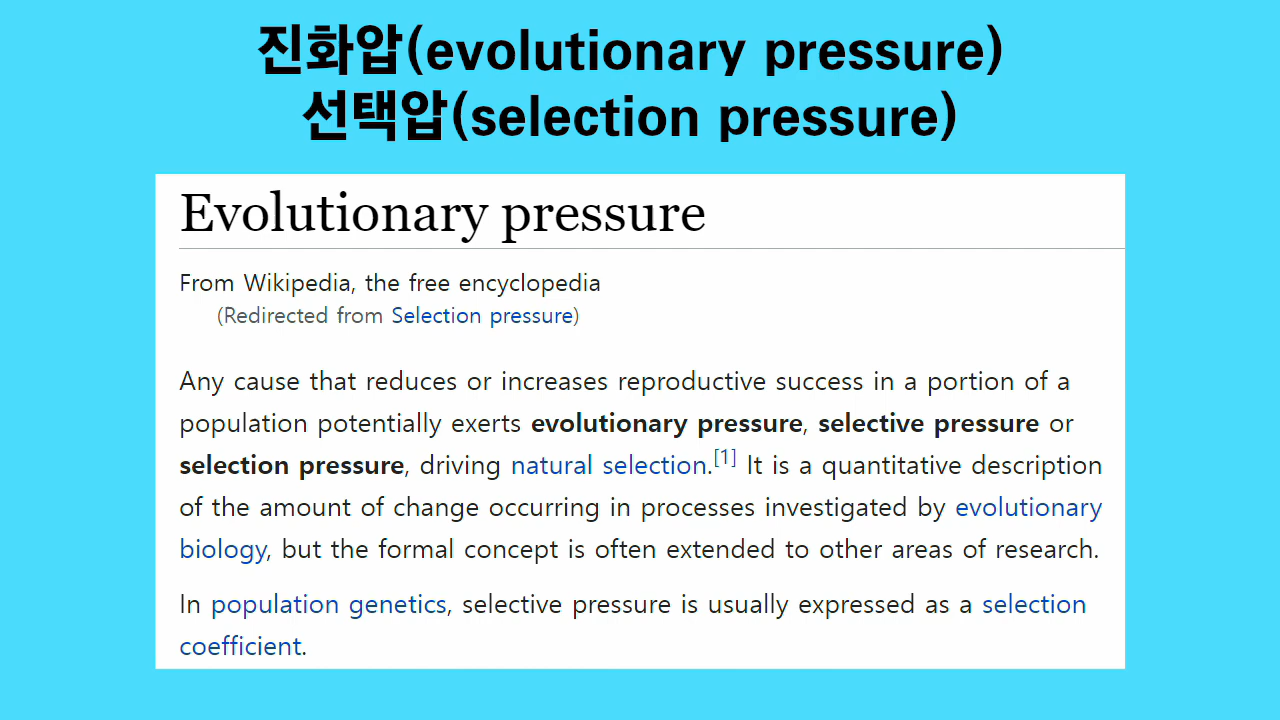 진화압(evolutionary pressure)
선택압(selection pressure)
Evolutionary pressure
From Wikipedia, the free encyclopedia
(Redirected from Selection pressure)
Any cause that reduces or increases reproductive success in a portion of a
population potentially exerts evolutionary pressure, selective pressure or
selection pressure, driving natural selection.[1] It is a quantitative description
of the amount of change occurring in processes investigated by evolutionary
biology, but the formal concept is often extended to other areas of research.
In population genetics, selective pressure is usually expressed as a selection
coefficient.